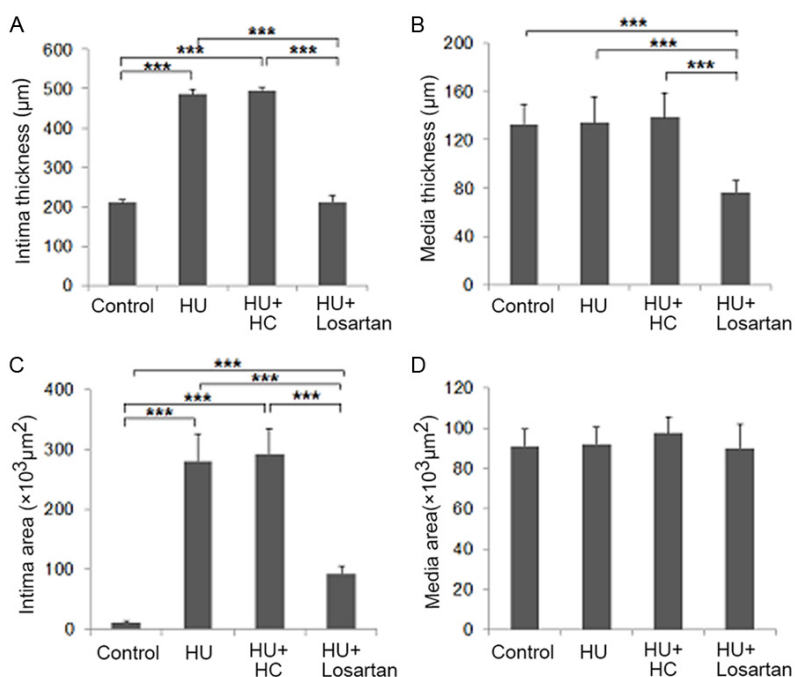 A
Intima thickness (µm)
600
500
400
300
200
100
0
***
***
***
***
Control
HU
HU+
HC
HU+
Losartan
B
Media thickness (µm)
200
160
120
80
40
0
***
***
***
Control
HU
HU+
HC
HU+
Losartan
C
Intima area (×10³µm²)
400
300
200
100
0
***
***
***
***
***
Control
HU
HU+
HC
HU+
Losartan
D
Media area(×10³µm²)
120
100
80
60
40
20
0
Control
HU
HU+
HC
HU+
Losartan